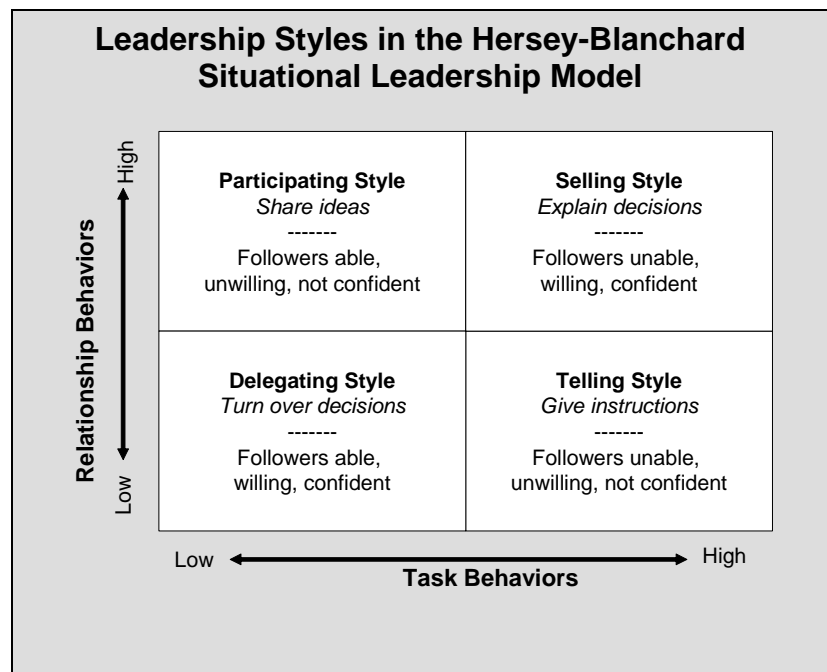 Leadership Styles in the Hersey-Blanchard
Situational Leadership Model
High
Relationship Behaviors
Low
Participating Style
Share ideas
-------
Followers able,
unwilling, not confident
Selling Style
Explain decisions
-------
Followers unable,
willing, confident
Delegating Style
Turn over decisions
-------
Followers able,
willing, confident
Telling Style
Give instructions
-------
Followers unable,
unwilling, not confident
Low
High
Task Behaviors